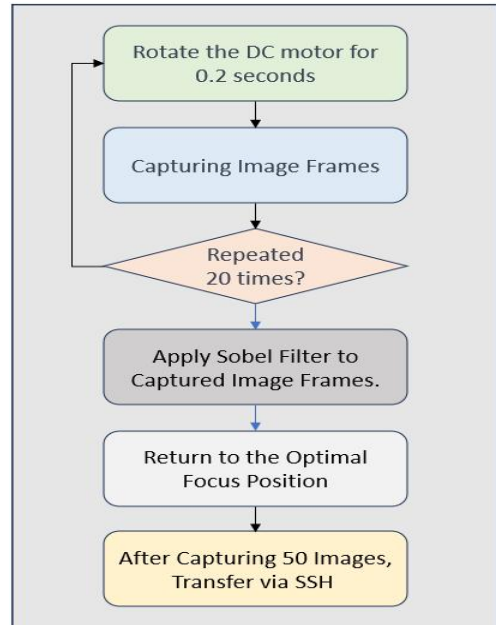 Rotate the DC motor for
0.2 seconds
Capturing Image Frames
Repeated
20 times?
Apply Sobel Filter to
Captured Image Frames.
Return to the Optimal
Focus Position
After Capturing 50 Images,
Transfer via SSH